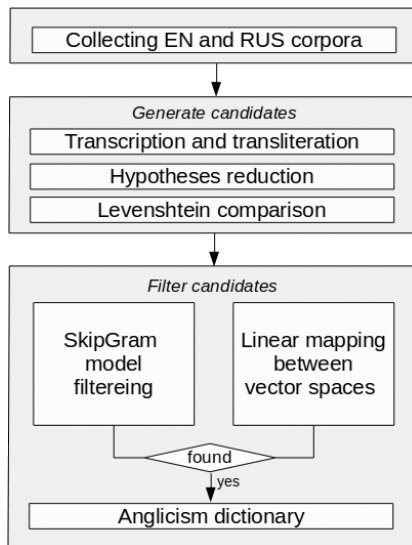 Collecting EN and RUS corpora
Generate candidates
Transcription and transliteration
Hypotheses reduction
Levenshtein comparison
Filter candidates
SkipGram
model
filtereing
Linear mapping
between
vector spaces
found
yes
Anglicism dictionary